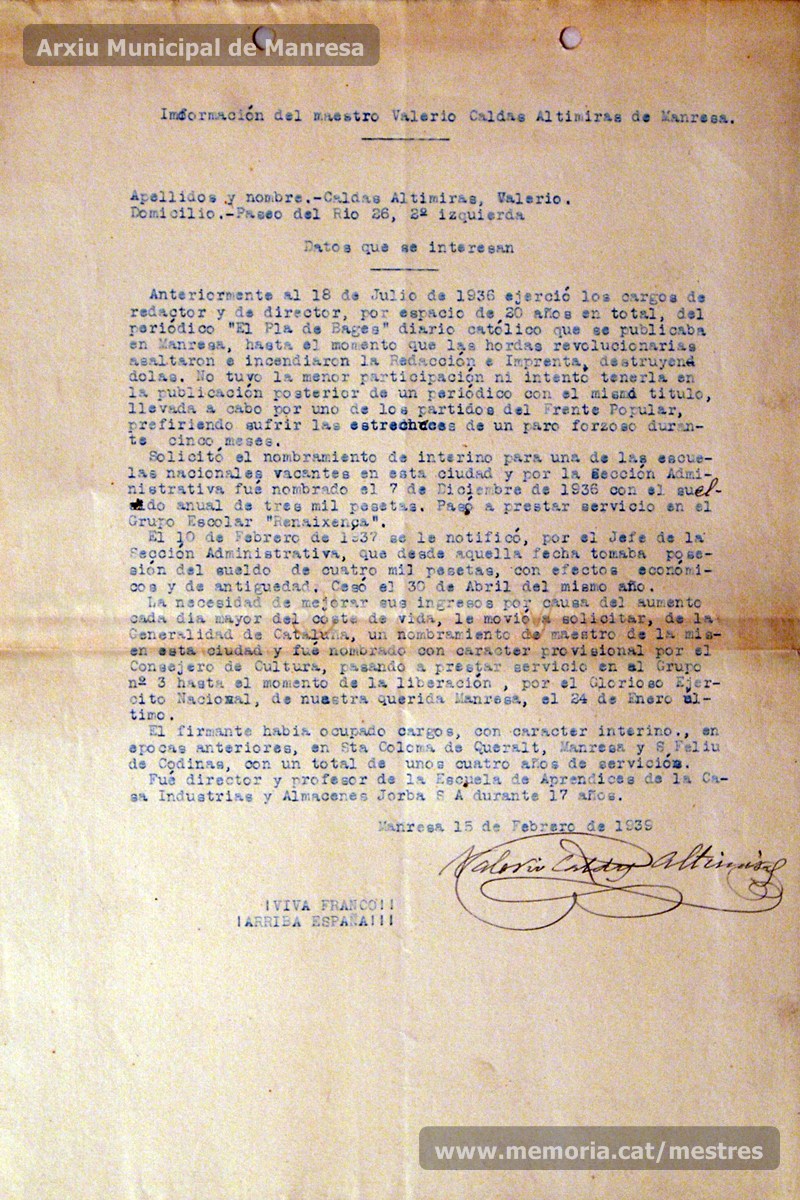 Arxiu Municipal de Manresa
Imformación del maestro Valerio Caldas Altimiras de Manresa.
Apellidos y nombre.-Caldas Altimiras, Valerio.
Domicilio.-Paseo del Rio 26, 2ª izquierda
Datos que se interesan
Anteriormente al 18 de Julio de 1936 ejerció los cargos de
redactor y de director, por espacio de 20 años en total, del
periódico "El Pla de Bages" diario católico que se publicaba
en Manresa, hasta el momento que las hordas revolucionarias
asaltaron e incendiaron la Redacción e Imprenta, destruyen
dolas. No tuvo la menor participación ni intentó tenerla en
la publicación posterior de un periódico con el mismo titulo,
llevada a cabo por uno de los partidos del Frente Popular,
prefiriendo sufrir las estrechuces de un paro forzoso duran-
te cinco meses.
Solicitó el nombramiento de interino para una de las escue-
las nacionales vacantes en esta ciudad y por la Sección Admi-
nistrativa fué nombrado el 7 de Diciembre de 1936 con el suel-
do anual de tres mil pesetas. Pasó a prestar servicio en el
Grupo Escolar "Renaixença".
El 10 de Febrero de 1937 se le notificó, por el Jefe de la
Sección Administrativa, que desde aquella fecha tomaba pose-
sión del sueldo de cuatro mil pesetas, con efectos económi-
cos y de antiguedad. Cesó el 30 de Abril del mismo año.
La necesidad de mejorar sus ingresos por causa del aumento
cada dia mayor del coste de vida, le movió a solicitar, de la
Generalidad de Cataluña, un nombramiento de maestro de la mis-
en esta ciudad y fué nombrado con caracter provisional por el
Consejero de Cultura, pasando a prestar servicio en el Grupo
nº 3 hasta el momento de la liberación , por el Glorioso Ejer-
cito Nacional, de nuestra querida Manresa, el 24 de Enero úl-
timo.
El firmante habia ocupado cargos, con caracter interino., en
epocas anteriores, en Sta Coloma de Queralt, Manresa y S Feliu
de Codinas, con un total de unos cuatro años de servición.
Fué director y profesor de la Escuela de Aprendices de la Ca-
sa Industrias y Almacenes Jorba S A durante 17 años.
Manresa 15 de Febrero de 1939
Valerio Caldas Altimiras
¡VIVA FRANCO!!
¡ARRIBA ESPAÑA!!!
www.memoria.cat/mestres